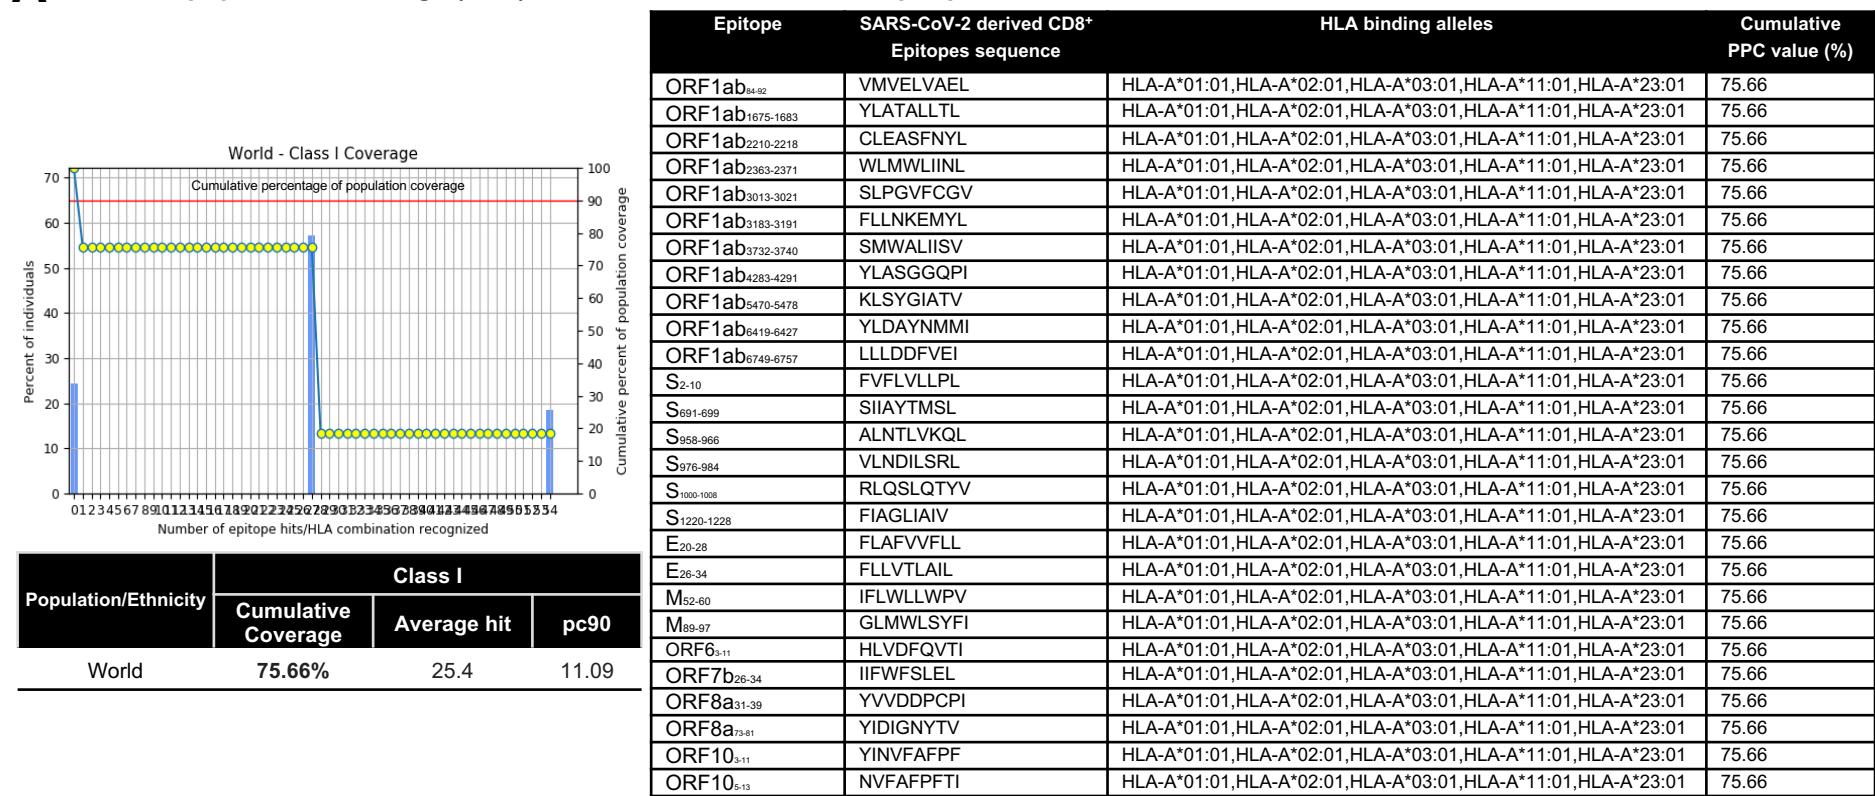 World - Class I Coverage
Cumulative percentage of population coverage
Percent of individuals
Cumulative percent of population coverage
70
60
50
40
30
20
10
0
100
90
80
70
60
50
40
30
20
10
0
Number of epitope hits/HLA combination recognized
Population/Ethnicity Class I
Cumulative Coverage Average hit pc90
World 75.66% 25.4 11.09
Epitope SARS-CoV-2 derived CD8+ Epitopes sequence HLA binding alleles Cumulative PPC value (%)
ORF1ab84-92 VMVELVAEL HLA-A*01:01,HLA-A*02:01,HLA-A*03:01,HLA-A*11:01,HLA-A*23:01 75.66
ORF1ab1675-1683 YLATALLTL HLA-A*01:01,HLA-A*02:01,HLA-A*03:01,HLA-A*11:01,HLA-A*23:01 75.66
ORF1ab2210-2218 CLEASFNYL HLA-A*01:01,HLA-A*02:01,HLA-A*03:01,HLA-A*11:01,HLA-A*23:01 75.66
ORF1ab2363-2371 WLMWLIINL HLA-A*01:01,HLA-A*02:01,HLA-A*03:01,HLA-A*11:01,HLA-A*23:01 75.66
ORF1ab3013-3021 SLPGVFCGV HLA-A*01:01,HLA-A*02:01,HLA-A*03:01,HLA-A*11:01,HLA-A*23:01 75.66
ORF1ab3183-3191 FLLNKEMYL HLA-A*01:01,HLA-A*02:01,HLA-A*03:01,HLA-A*11:01,HLA-A*23:01 75.66
ORF1ab3732-3740 SMWALIISV HLA-A*01:01,HLA-A*02:01,HLA-A*03:01,HLA-A*11:01,HLA-A*23:01 75.66
ORF1ab4283-4291 YLASGGQPI HLA-A*01:01,HLA-A*02:01,HLA-A*03:01,HLA-A*11:01,HLA-A*23:01 75.66
ORF1ab5470-5478 KLSYGIATV HLA-A*01:01,HLA-A*02:01,HLA-A*03:01,HLA-A*11:01,HLA-A*23:01 75.66
ORF1ab6419-6427 YLDAYNMMI HLA-A*01:01,HLA-A*02:01,HLA-A*03:01,HLA-A*11:01,HLA-A*23:01 75.66
ORF1ab6749-6757 LLLDDFVEI HLA-A*01:01,HLA-A*02:01,HLA-A*03:01,HLA-A*11:01,HLA-A*23:01 75.66
S2-10 FVFLVLLPL HLA-A*01:01,HLA-A*02:01,HLA-A*03:01,HLA-A*11:01,HLA-A*23:01 75.66
S691-699 SIIAYTMSL HLA-A*01:01,HLA-A*02:01,HLA-A*03:01,HLA-A*11:01,HLA-A*23:01 75.66
S958-966 ALNTLVKQL HLA-A*01:01,HLA-A*02:01,HLA-A*03:01,HLA-A*11:01,HLA-A*23:01 75.66
S976-984 VLNDILSRL HLA-A*01:01,HLA-A*02:01,HLA-A*03:01,HLA-A*11:01,HLA-A*23:01 75.66
S1000-1008 RLQSLQTYV HLA-A*01:01,HLA-A*02:01,HLA-A*03:01,HLA-A*11:01,HLA-A*23:01 75.66
S1220-1228 FIAGLIAIV HLA-A*01:01,HLA-A*02:01,HLA-A*03:01,HLA-A*11:01,HLA-A*23:01 75.66
E20-28 FLAFVVFLL HLA-A*01:01,HLA-A*02:01,HLA-A*03:01,HLA-A*11:01,HLA-A*23:01 75.66
E26-34 FLLVTLAIL HLA-A*01:01,HLA-A*02:01,HLA-A*03:01,HLA-A*11:01,HLA-A*23:01 75.66
M52-60 IFLWLLWPV HLA-A*01:01,HLA-A*02:01,HLA-A*03:01,HLA-A*11:01,HLA-A*23:01 75.66
M89-97 GLMWLSYFI HLA-A*01:01,HLA-A*02:01,HLA-A*03:01,HLA-A*11:01,HLA-A*23:01 75.66
ORF63-11 HLVDFQVTI HLA-A*01:01,HLA-A*02:01,HLA-A*03:01,HLA-A*11:01,HLA-A*23:01 75.66
ORF7b26-34 IIFWFSLEL HLA-A*01:01,HLA-A*02:01,HLA-A*03:01,HLA-A*11:01,HLA-A*23:01 75.66
ORF8a31-39 YVVDDPCPI HLA-A*01:01,HLA-A*02:01,HLA-A*03:01,HLA-A*11:01,HLA-A*23:01 75.66
ORF8a73-81 YIDIGNYTV HLA-A*01:01,HLA-A*02:01,HLA-A*03:01,HLA-A*11:01,HLA-A*23:01 75.66
ORF103-11 YINVFAFPF HLA-A*01:01,HLA-A*02:01,HLA-A*03:01,HLA-A*11:01,HLA-A*23:01 75.66
ORF105-13 NVFAFPFTI HLA-A*01:01,HLA-A*02:01,HLA-A*03:01,HLA-A*11:01,HLA-A*23:01 75.66